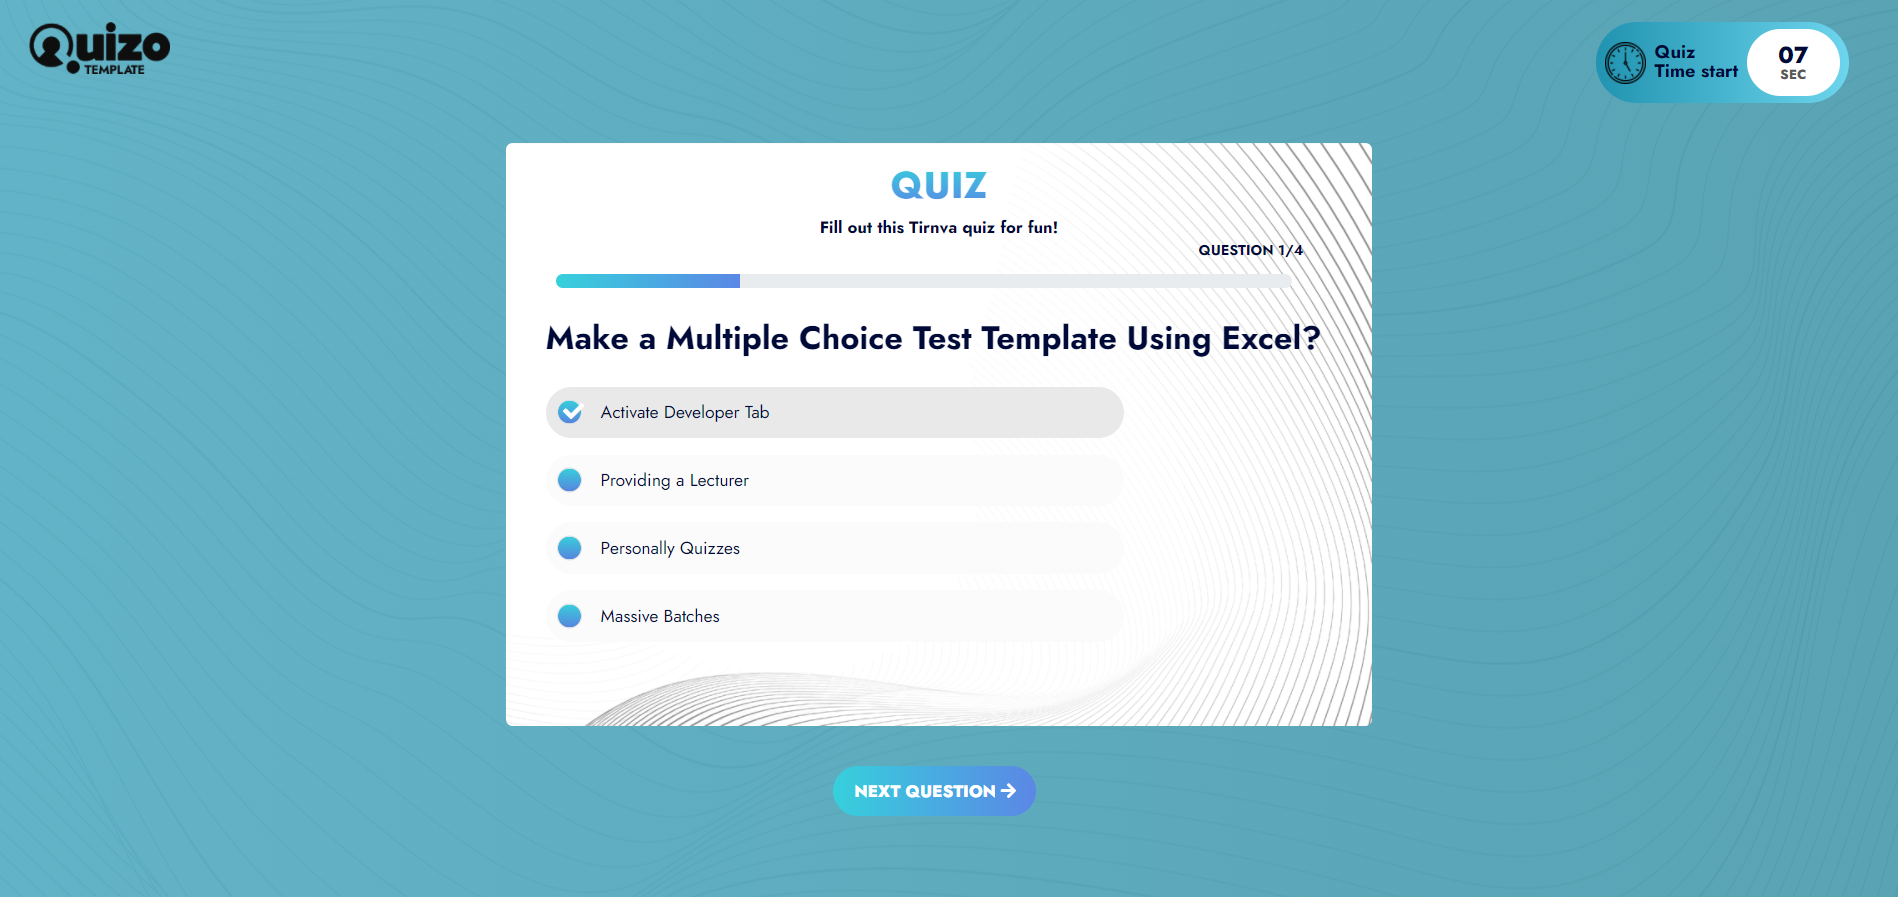 Quizo
TEMPLATE
Quiz
Time start
07
SEC
QUIZ
Fill out this Tirnva quiz for fun!
QUESTION 1/4
Make a Multiple Choice Test Template Using Excel?
Activate Developer Tab
Providing a Lecturer
Personally Quizzes
Massive Batches
NEXT QUESTION